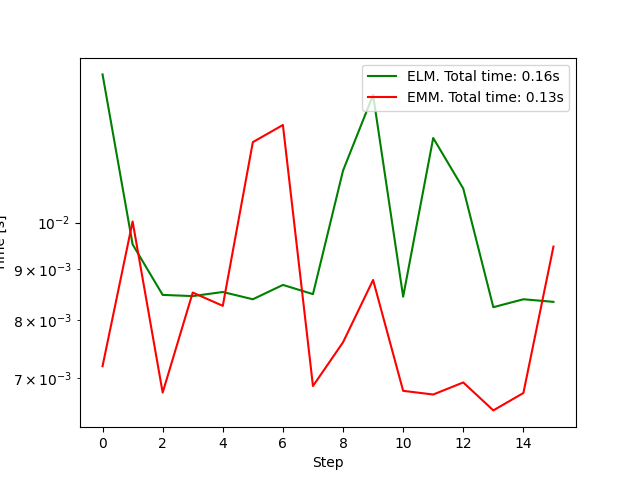 ELM. Total time: 0.16s
EMM. Total time: 0.13s
Time [s]
10⁻²
9 × 10⁻³
8 × 10⁻³
7 × 10⁻³
0 2 4 6 8 10 12 14
Step